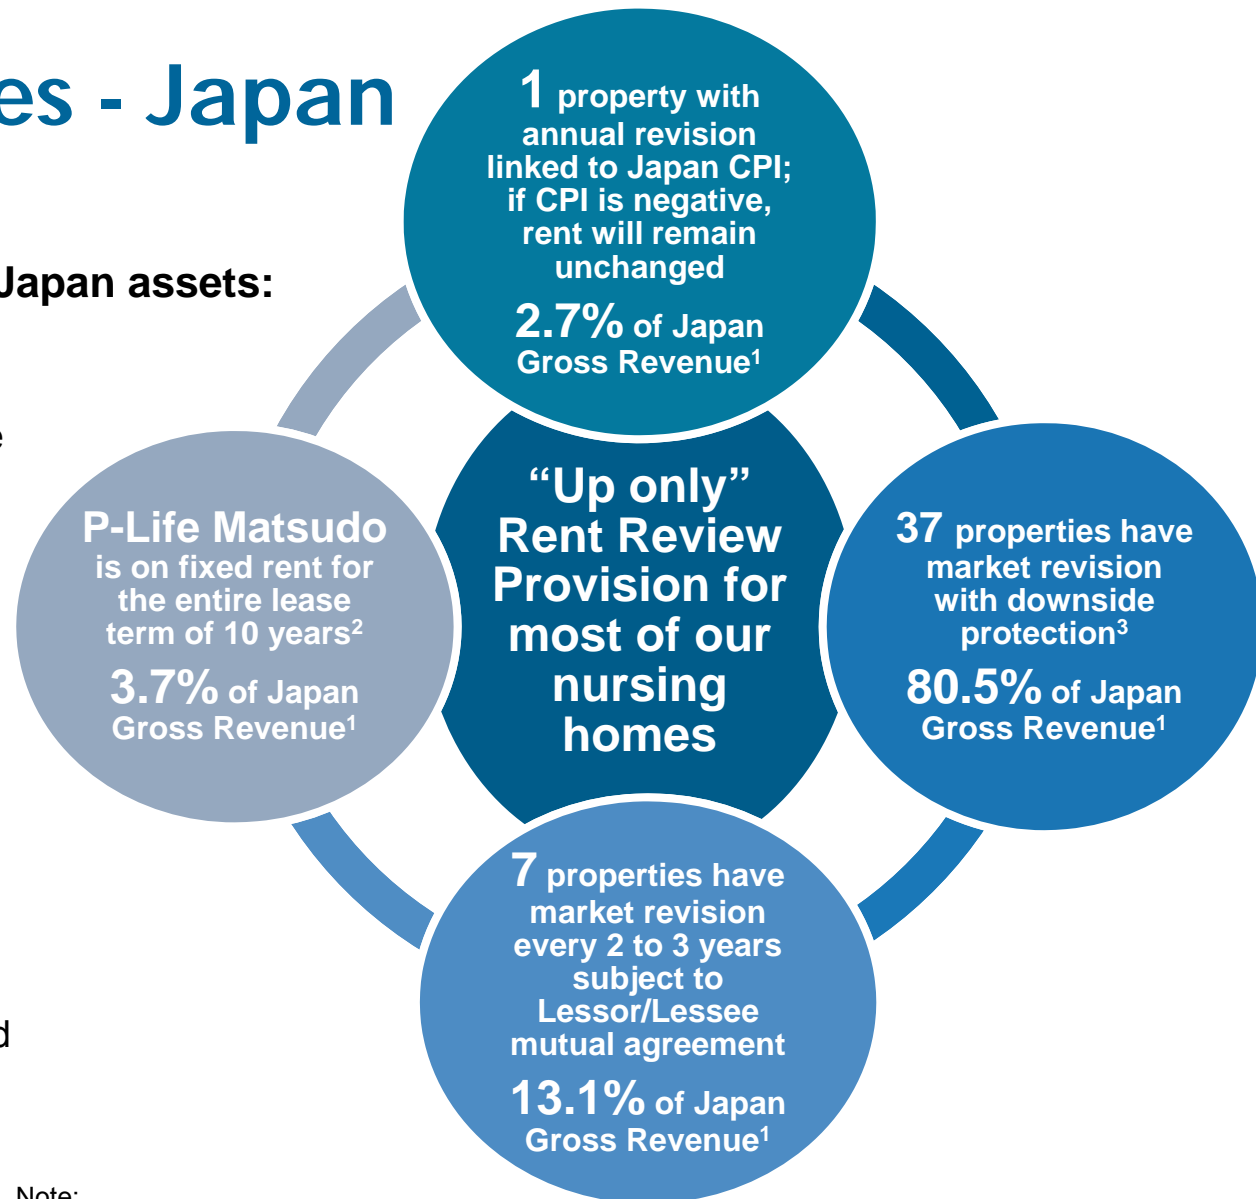 es - Japan
Japan assets:
e
d
Note:
1 property with
annual revision
linked to Japan CPI;
if CPI is negative,
rent will remain
unchanged
2.7% of Japan
Gross Revenue¹
“Up only”
Rent Review
Provision for
most of our
nursing
homes
P-Life Matsudo
is on fixed rent for
the entire lease
term of 10 years²
3.7% of Japan
Gross Revenue¹
37 properties have
market revision
with downside
protection³
80.5% of Japan
Gross Revenue¹
7 properties have
market revision
every 2 to 3 years
subject to
Lessor/Lessee
mutual agreement
13.1% of Japan
Gross Revenue¹